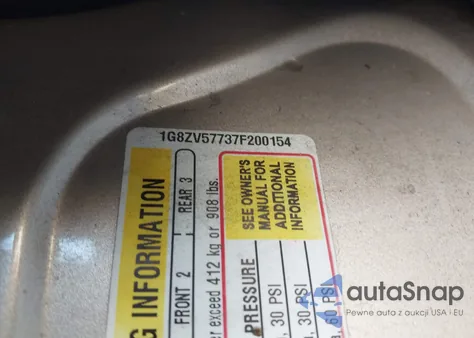 1G8ZV57737F200154
G INFORMATION
FRONT 2 REAR 3
er exceed 412 kg or 908 lbs.
SEE OWNER'S
MANUAL FOR
ADDITIONAL
INFORMATION
PRESSURE
30 PSI
30 PSI
60 PSI
autaSnap
Pewne auta z aukcji USA i EU